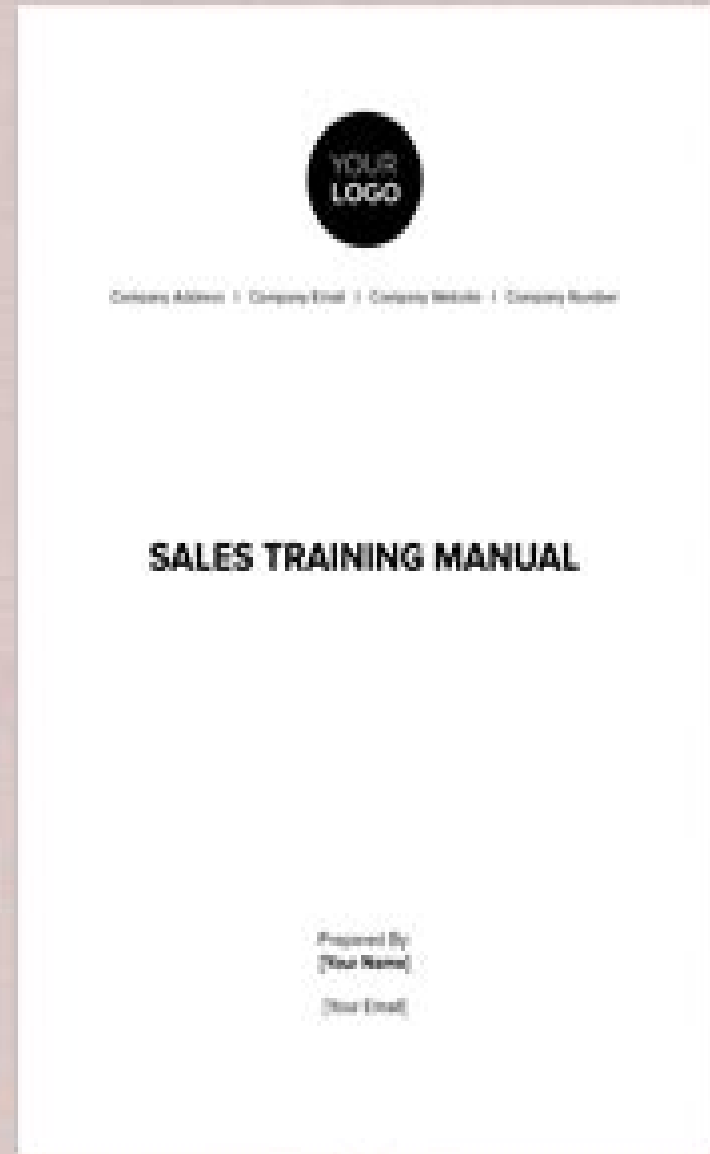 YOUR
LOGO
Company Address | Company Email | Company Website | Company Number
SALES TRAINING MANUAL
Prepared By
[Your Name]
[Your Email]